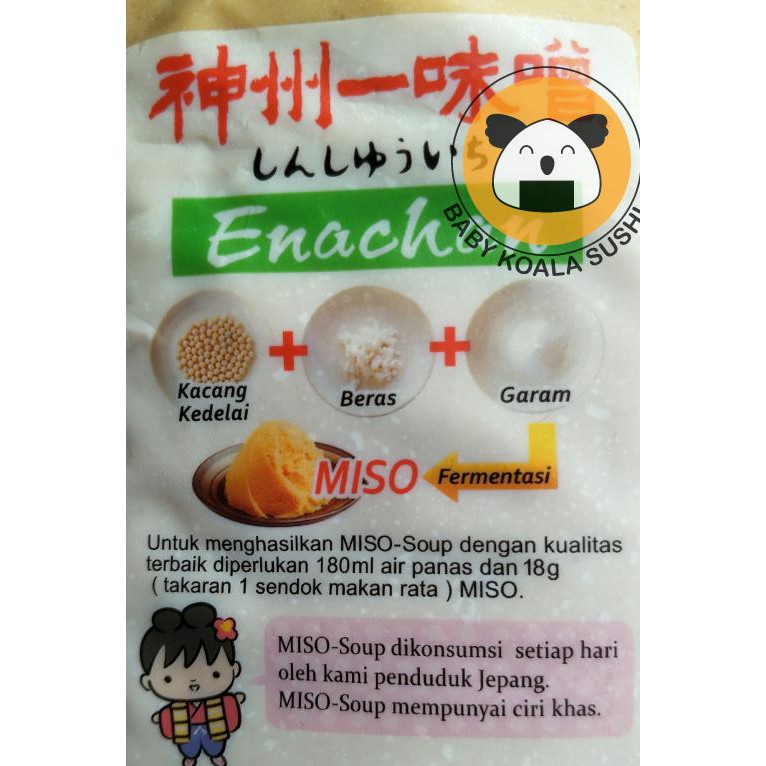 神州一味噌
しんしゅうい
Enachan
BABY KOALA SUSHI
Kacang
Kedelai
Beras
Garam
MISO
Fermentasi
Untuk menghasilkan MISO-Soup dengan kualitas
terbaik diperlukan 180ml air panas dan 18g
( takaran 1 sendok makan rata ) MISO.
MISO-Soup dikonsumsi setiap hari
oleh kami penduduk Jepang.
MISO-Soup mempunyai ciri khas.